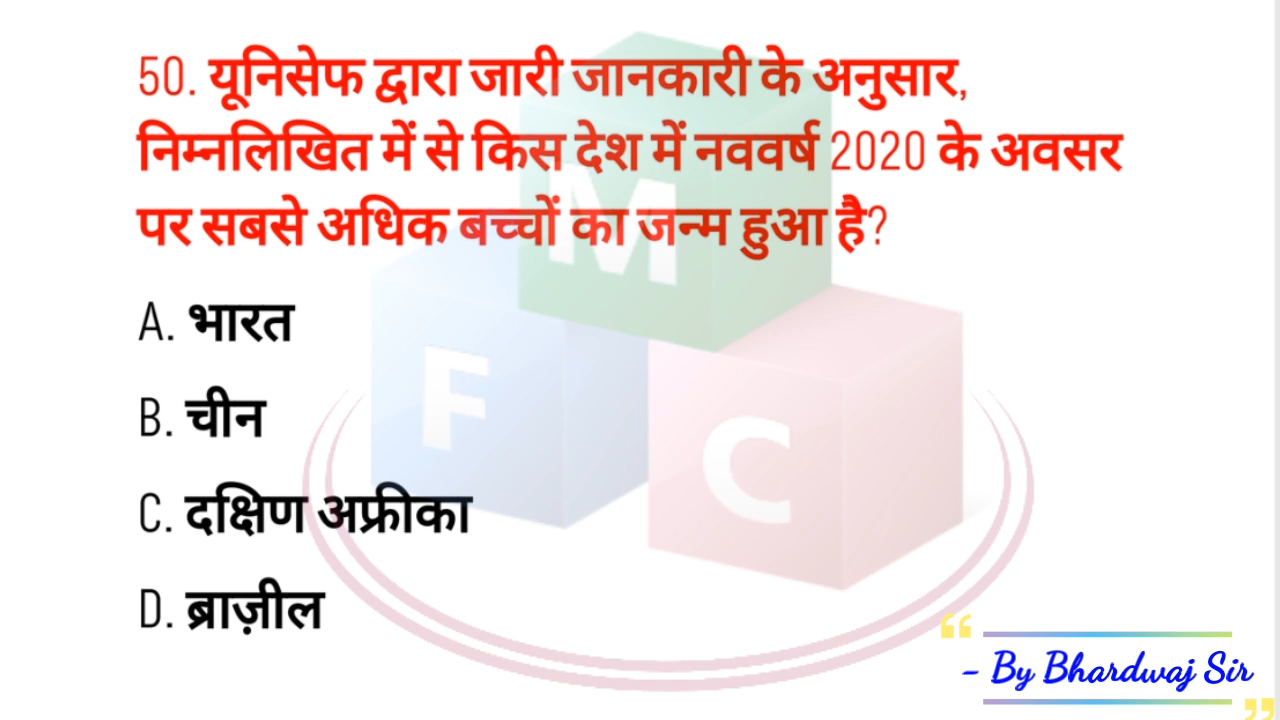 50. यूनिसेफ द्वारा जारी जानकारी के अनुसार,
निम्नलिखित में से किस देश में नववर्ष 2020 के अवसर
पर सबसे अधिक बच्चों का जन्म हुआ है?
A. भारत
B. चीन
C. दक्षिण अफ्रीका
D. ब्राज़ील
M
F
C
“
- By Bhardwaj Sir
”